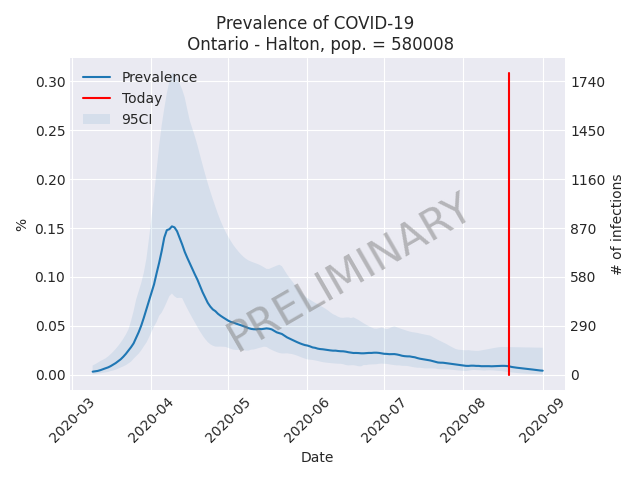 Prevalence of COVID-19
Ontario - Halton, pop. = 580008
Prevalence
Today
95CI
PRELIMINARY
%
0.30
0.25
0.20
0.15
0.10
0.05
0.00
1740
1450
1160
870
580
290
0
# of infections
2020-03
2020-04
2020-05
2020-06
2020-07
2020-08
2020-09
Date